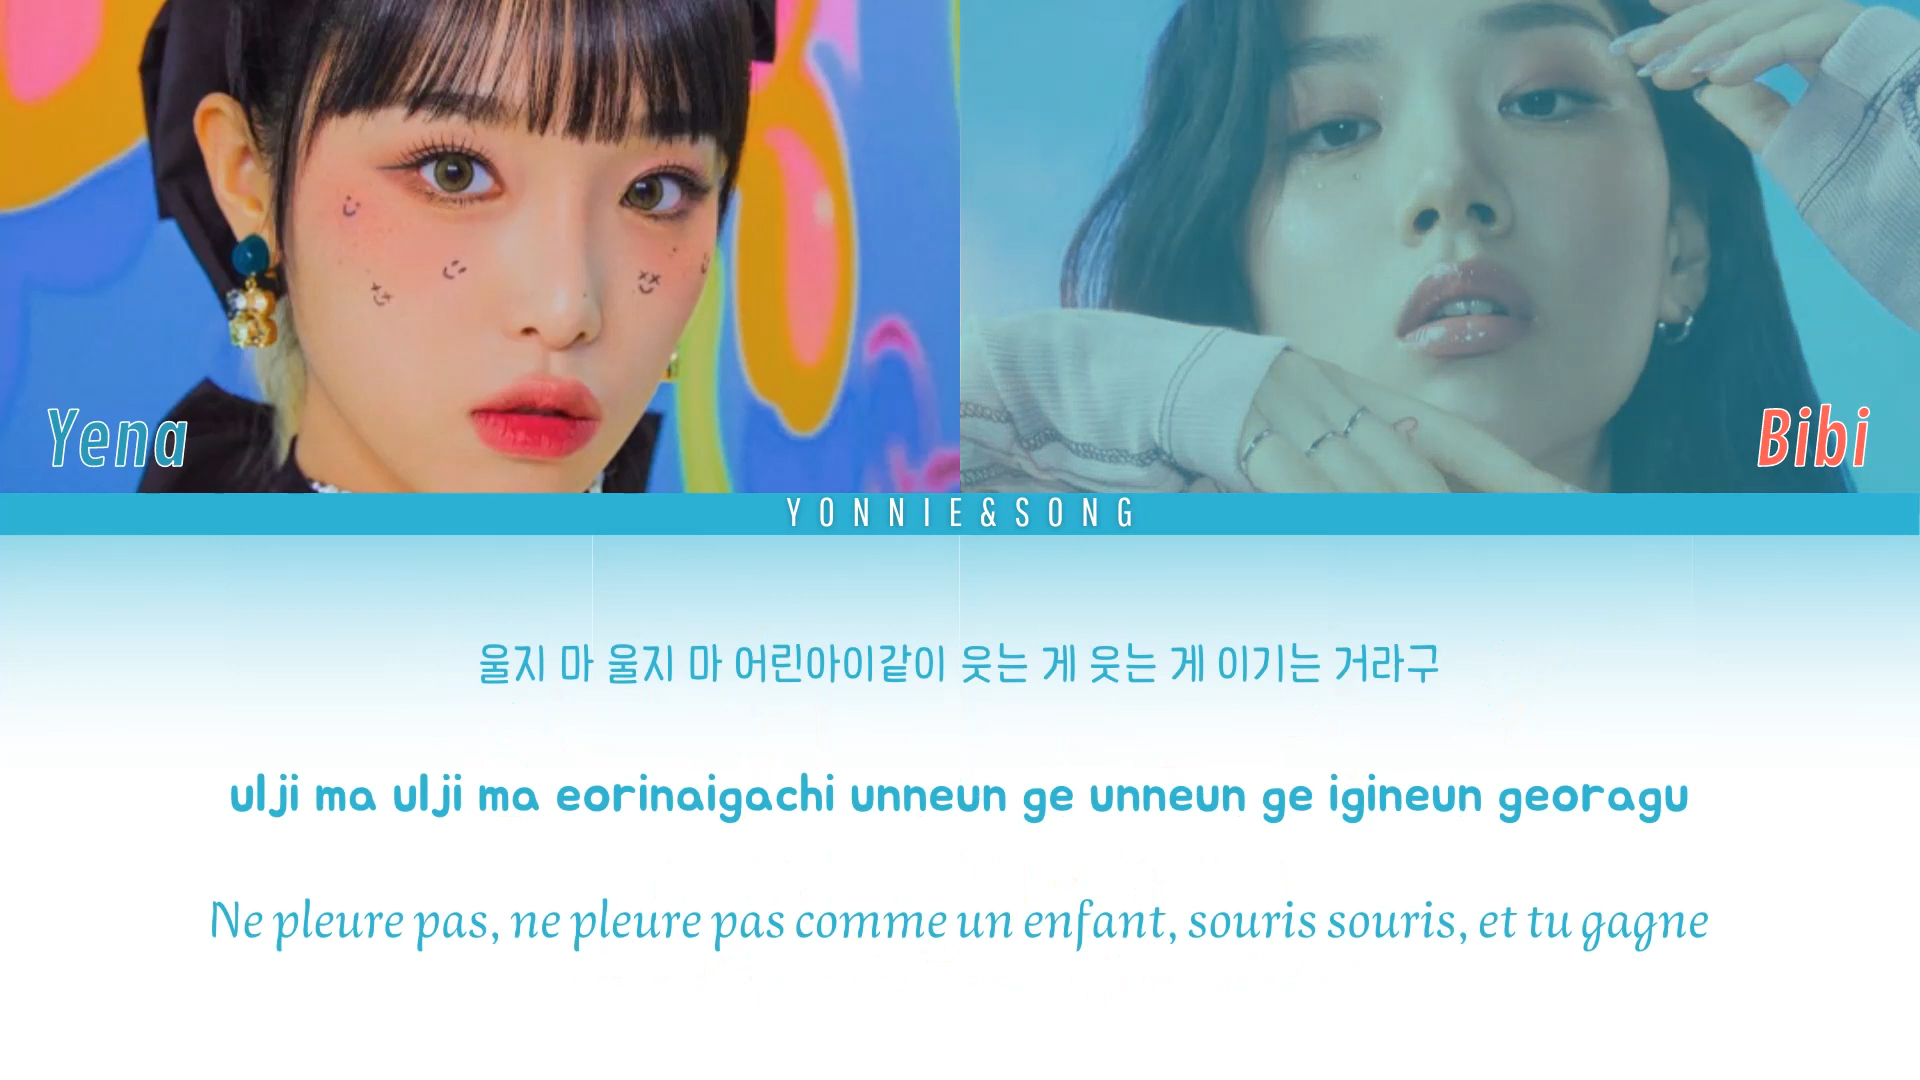 Yena
Bibi
YONNIE&SONG
울지 마 울지 마 어린아이같이 웃는 게 웃는 게 이기는 거라구
ulji ma ulji ma eorinaigachi unneun ge unneun ge igineun georagu
Ne pleure pas, ne pleure pas comme un enfant, souris souris, et tu gagne